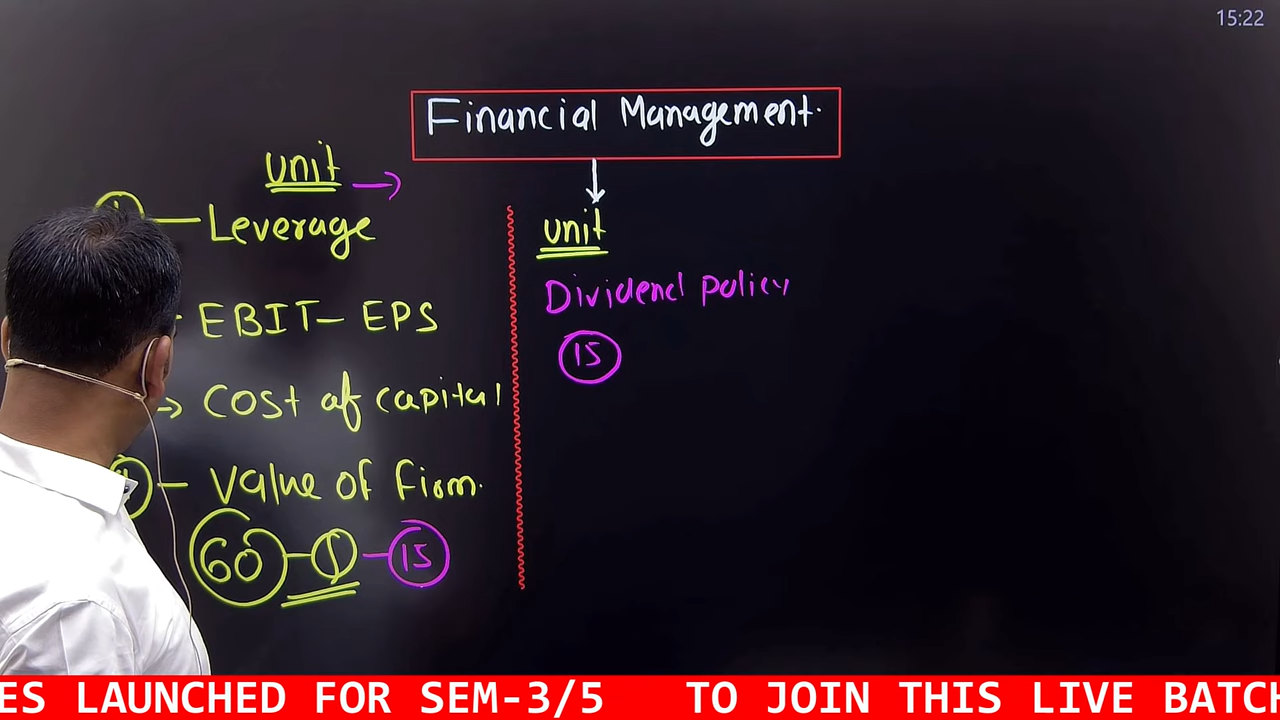 15:22
Financial Management.
unit
Leverage
EBIT - EPS
Cost of capital
Value of Firm.
60 - 1 - 15
unit
Dividend policy
15
ES LAUNCHED FOR SEM-3/5 TO JOIN THIS LIVE BATCH